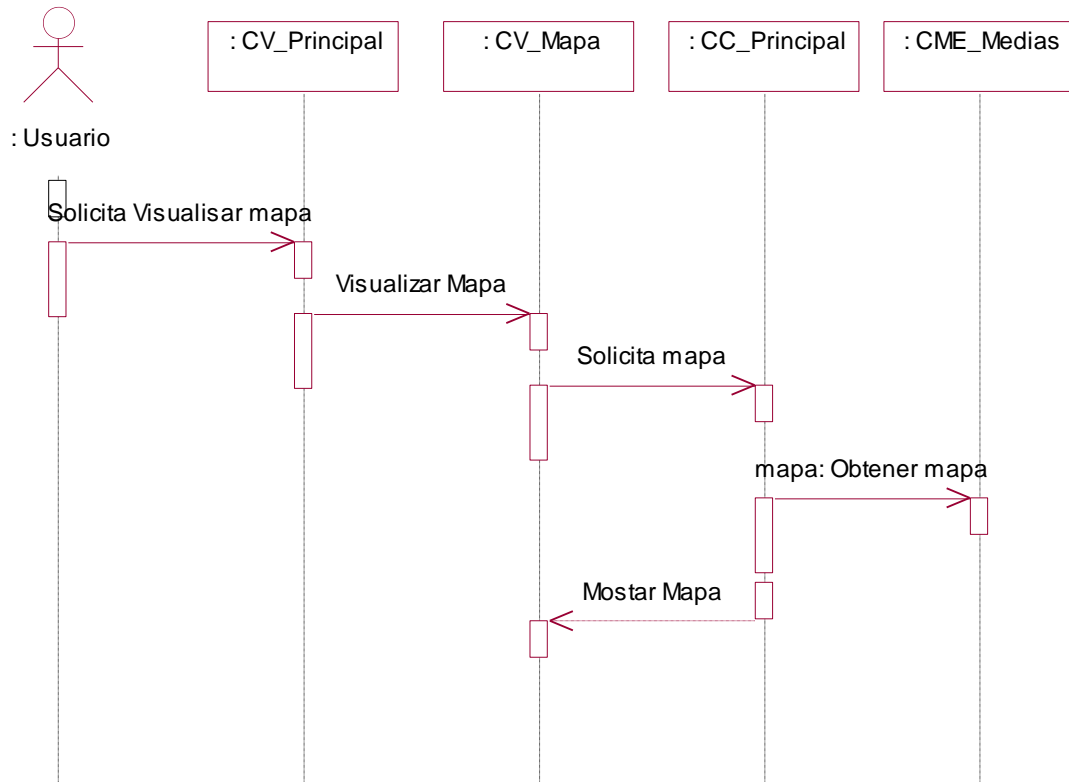 : CV_Principal
: CV_Mapa
: CC_Principal
: CME_Medias
: Usuario
Solicita Visualisar mapa
Visualizar Mapa
Solicita mapa
mapa: Obtener mapa
Mostar Mapa